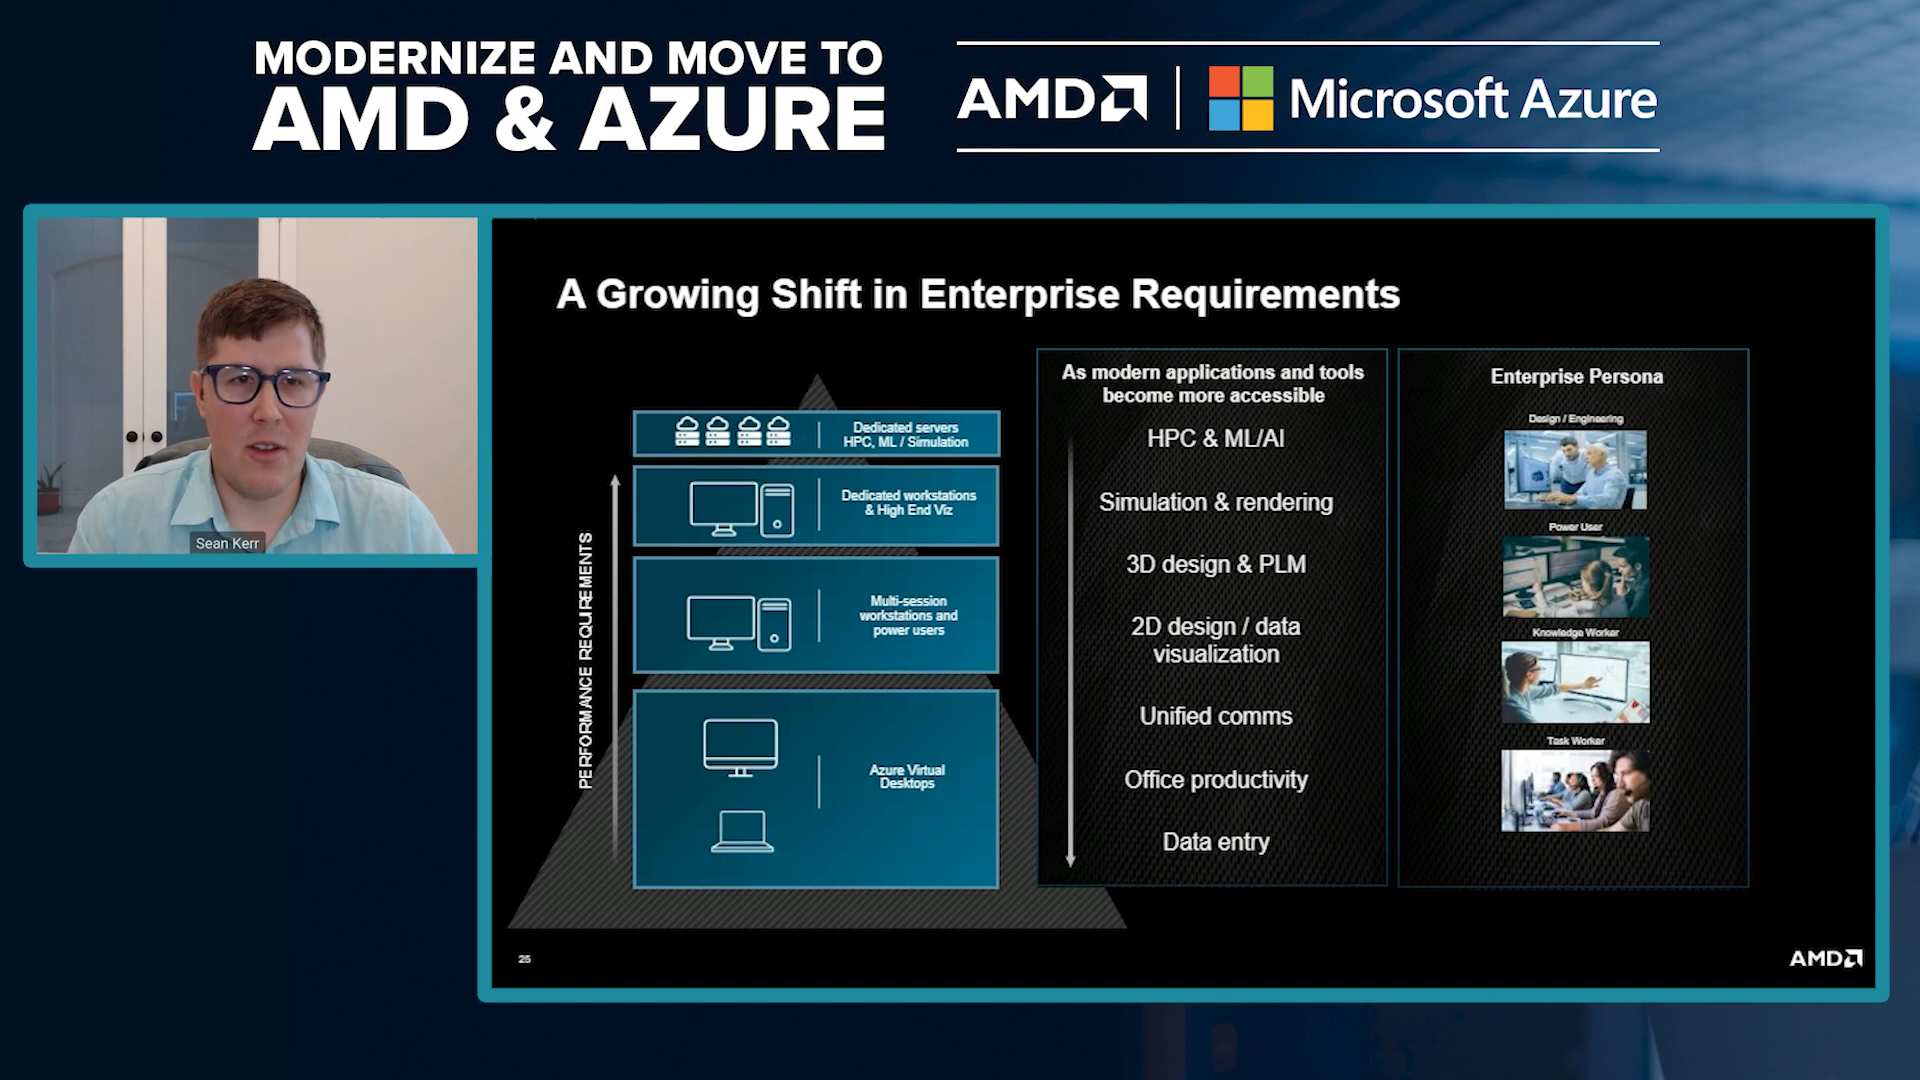 MODERNIZE AND MOVE TO
AMD & AZURE
AMD
Microsoft Azure
Sean Kerr
A Growing Shift in Enterprise Requirements
PERFORMANCE REQUIREMENTS
Dedicated servers
HPC, ML / Simulation
Dedicated workstations
& High End Viz
Multi-session
workstations and
power users
Azure Virtual
Desktops
As modern applications and tools
become more accessible
HPC & ML/AI
Simulation & rendering
3D design & PLM
2D design / data
visualization
Unified comms
Office productivity
Data entry
Enterprise Persona
Design / Engineering
Power User
Knowledge Worker
Task Worker
25
AMD